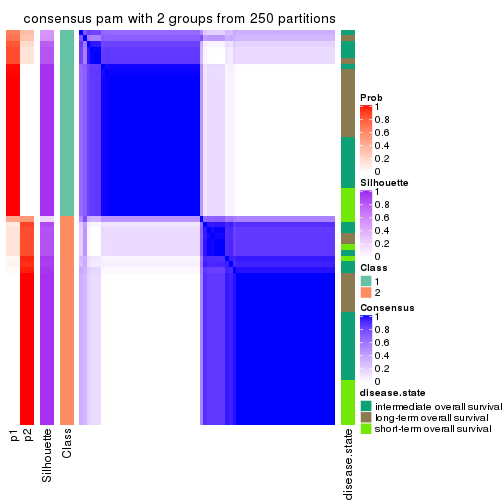 consensus pam with 2 groups from 250 partitions
Prob
1
0.8
0.6
0.4
0.2
0
Silhouette
1
0.8
0.6
0.4
0.2
0
Class
1
2
Consensus
1
0.8
0.6
0.4
0.2
0
disease.state
intermediate overall survival
long-term overall survival
short-term overall survival
p1
p2
Silhouette
Class
disease.state